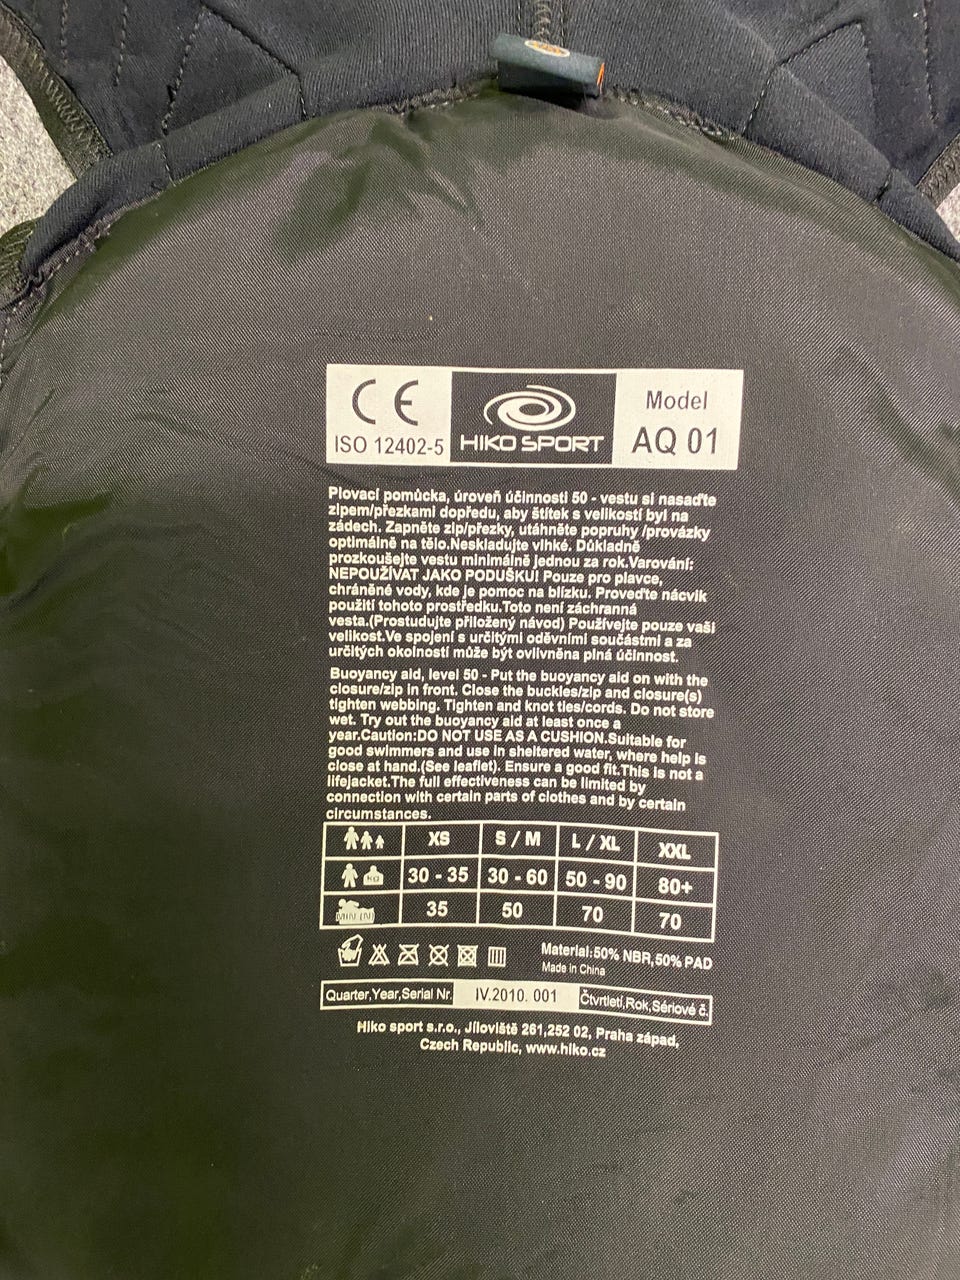 CE
ISO 12402-5
HIKO SPORT
Model
AQ 01
Plovací pomůcka, úroveň účinnosti 50 - vestu si nasaďte
zipem/přezkami dopředu, aby štítek s velikostí byl na
zádech. Zapněte zip/přezky, utáhněte popruhy /provázky
optimálně na tělo.Neskladujte vlhké. Důkladně
prozkoušejte vestu minimálně jednou za rok.Varování:
NEPOUŽÍVAT JAKO PODUŠKU! Pouze pro plavce,
chráněné vody, kde je pomoc na blízku. Proveďte nácvik
použití tohoto prostředku.Toto není záchranná
vesta.(Prostudujte přiložený návod) Používejte pouze vaši
velikost.Ve spojení s určitými oděvními součástmi a za
určitých okolností může být ovlivněna plná účinnost.
Buoyancy aid, level 50 - Put the buoyancy aid on with the
closure/zip in front. Close the buckles/zip and closure(s)
tighten webbing. Tighten and knot ties/cords. Do not store
wet. Try out the buoyancy aid at least once a
year.Caution:DO NOT USE AS A CUSHION.Suitable for
good swimmers and use in sheltered water, where help is
close at hand.(See leaflet). Ensure a good fit.This is not a
lifejacket.The full effectiveness can be limited by
connection with certain parts of clothes and by certain
circumstances.
XS S / M L / XL XXL
kg 30 - 35 30 - 60 50 - 90 80+
MIN (N) 35 50 70 70
Material:50% NBR,50% PAD
Made in China
Quarter,Year,Serial Nr. IV.2010. 001 Čtvrtletí,Rok,Sériové č.
Hiko sport s.r.o., Jíloviště 261,252 02, Praha západ,
Czech Republic, www.hiko.cz